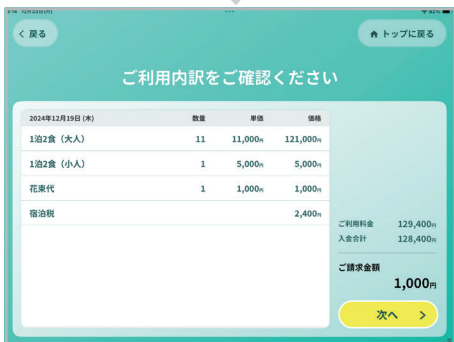 戻る
トップに戻る
ご利用内訳をご確認ください
2024年12月19日 (木) 数量 単価 価格
1泊2食（大人） 11 11,000円 121,000円
1泊2食（小人） 1 5,000円 5,000円
花束代 1 1,000円 1,000円
宿泊税 2,400円
ご利用料金 129,400円
入金合計 128,400円
ご請求金額
1,000円
次へ